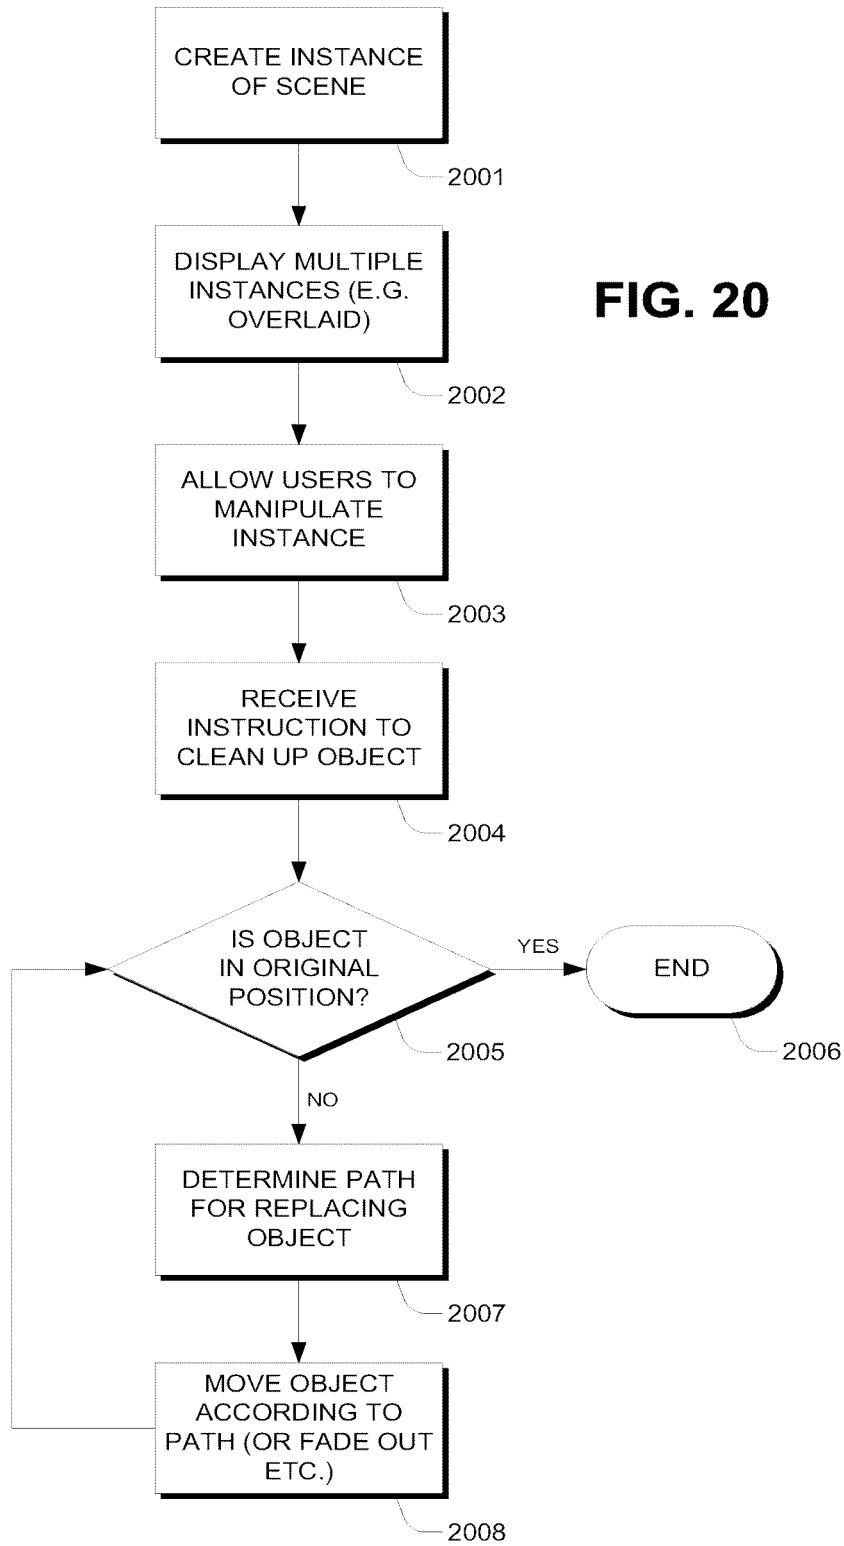 CREATE INSTANCE
OF SCENE
2001
DISPLAY MULTIPLE
INSTANCES (E.G.
OVERLAID)
FIG. 20
2002
ALLOW USERS TO
MANIPULATE
INSTANCE
2003
RECEIVE
INSTRUCTION TO
CLEAN UP OBJECT
2004
IS OBJECT
IN ORIGINAL
POSITION?
YES
END
2005
2006
NO
DETERMINE PATH
FOR REPLACING
OBJECT
2007
MOVE OBJECT
ACCORDING TO
PATH (OR FADE OUT
ETC.)
2008